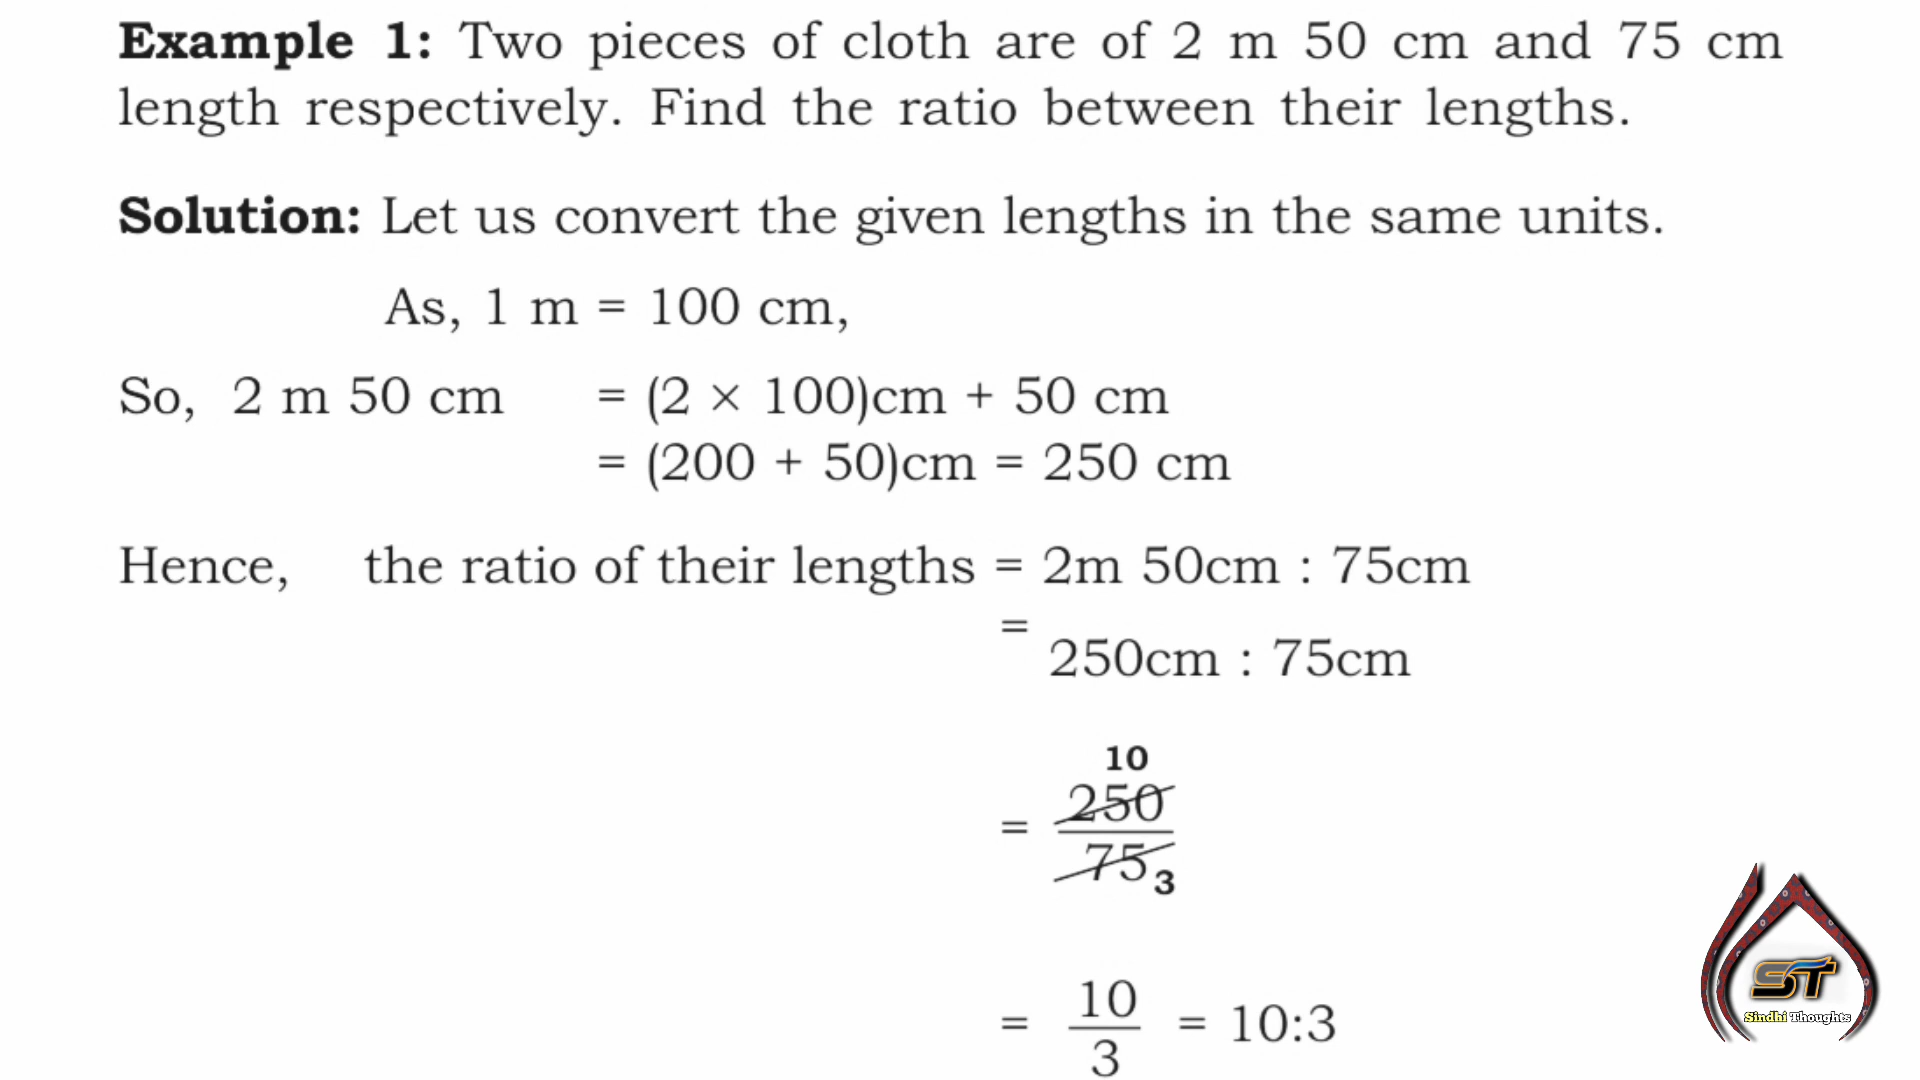 Example 1: Two pieces of cloth are of 2 m 50 cm and 75 cm
length respectively. Find the ratio between their lengths.
Solution: Let us convert the given lengths in the same units.
As, 1 m = 100 cm,
So, 2 m 50 cm = (2 × 100)cm + 50 cm
= (200 + 50)cm = 250 cm
Hence, the ratio of their lengths = 2m 50cm : 75cm
=
250cm : 75cm
10
250
=
75 3
10
= = 10:3
3
ST
Sindhi Thoughts